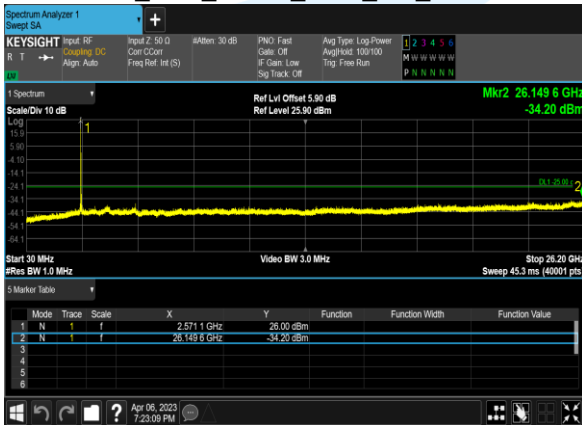 Spectrum Analyzer 1
Swept SA
KEYSIGHT Input: RF Input Z: 50 Ω #Atten: 30 dB PNO: Fast Avg Type: Log-Power 1 2 3 4 5 6
R T Coupling: DC Corr CCorr Gate: Off Avg|Hold: 100/100 M W W W W W
Align: Auto Freq Ref: Int (S) IF Gain: Low Trig: Free Run
Sig Track: Off P N N N N N
1 Spectrum Ref Lvl Offset 5.90 dB Mkr2 26.149 6 GHz
Scale/Div 10 dB Ref Level 25.90 dBm -34.20 dBm
Log
15.9
5.90
-4.10
-14.1
-24.1
-34.1
-44.1
-54.1
-64.1
1
DL1 -25.00
2
Start 30 MHz Video BW 3.0 MHz Stop 26.20 GHz
#Res BW 1.0 MHz Sweep 45.3 ms (40001 pts)
5 Marker Table
Mode Trace Scale X Y Function Function Width Function Value
1 N 1 f 2.571 1 GHz 26.00 dBm
2 N 1 f 26.149 6 GHz -34.20 dBm
3
4
5
6
? Apr 06, 2023
7:23:09 PM